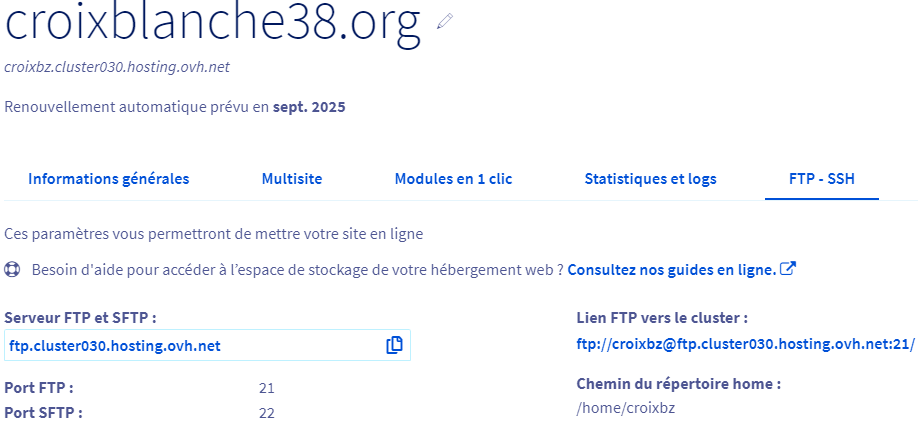 croixblanche38.org
croixbz.cluster030.hosting.ovh.net
Renouvellement automatique prévu en sept. 2025
Informations générales Multisite Modules en 1 clic Statistiques et logs FTP - SSH
Ces paramètres vous permettront de mettre votre site en ligne
Besoin d'aide pour accéder à l’espace de stockage de votre hébergement web ? Consultez nos guides en ligne.
Serveur FTP et SFTP :
ftp.cluster030.hosting.ovh.net
Port FTP : 21
Port SFTP : 22
Lien FTP vers le cluster :
ftp://croixbz@ftp.cluster030.hosting.ovh.net:21/
Chemin du répertoire home :
/home/croixbz